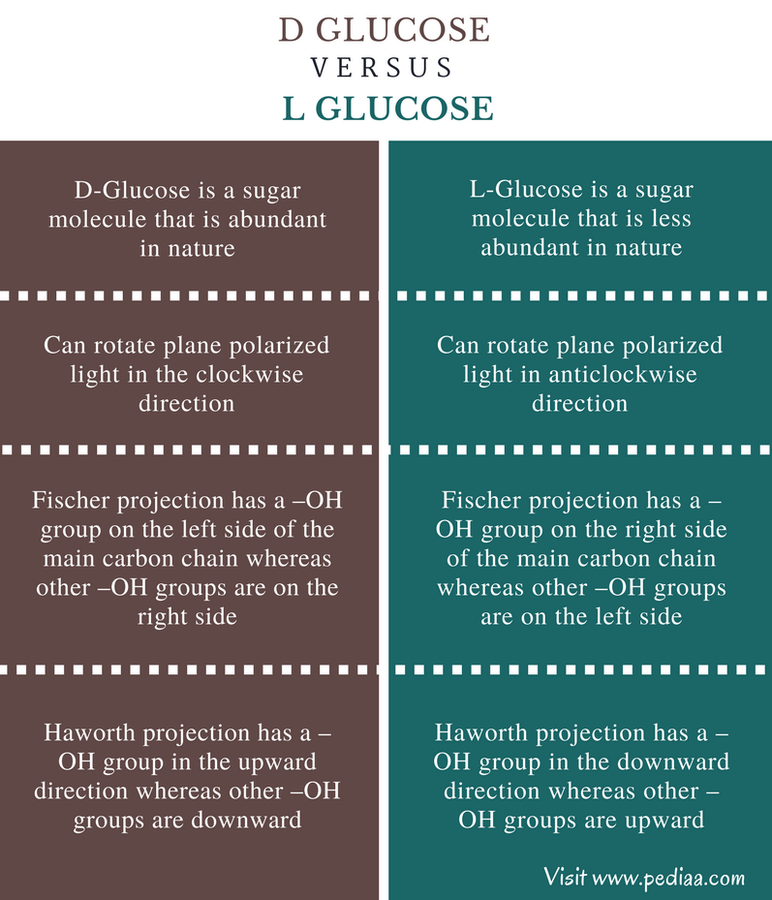 D GLUCOSE
VERSUS
L GLUCOSE
D-Glucose is a sugar
molecule that is abundant
in nature
L-Glucose is a sugar
molecule that is less
abundant in nature
Can rotate plane polarized
light in the clockwise
direction
Can rotate plane polarized
light in anticlockwise
direction
Fischer projection has a –OH
group on the left side of the
main carbon chain whereas
other –OH groups are on the
right side
Fischer projection has a –
OH group on the right side
of the main carbon chain
whereas other –OH groups
are on the left side
Haworth projection has a –
OH group in the upward
direction whereas other –OH
groups are downward
Haworth projection has a –
OH group in the downward
direction whereas other –
OH groups are upward
Visit www.pediaa.com